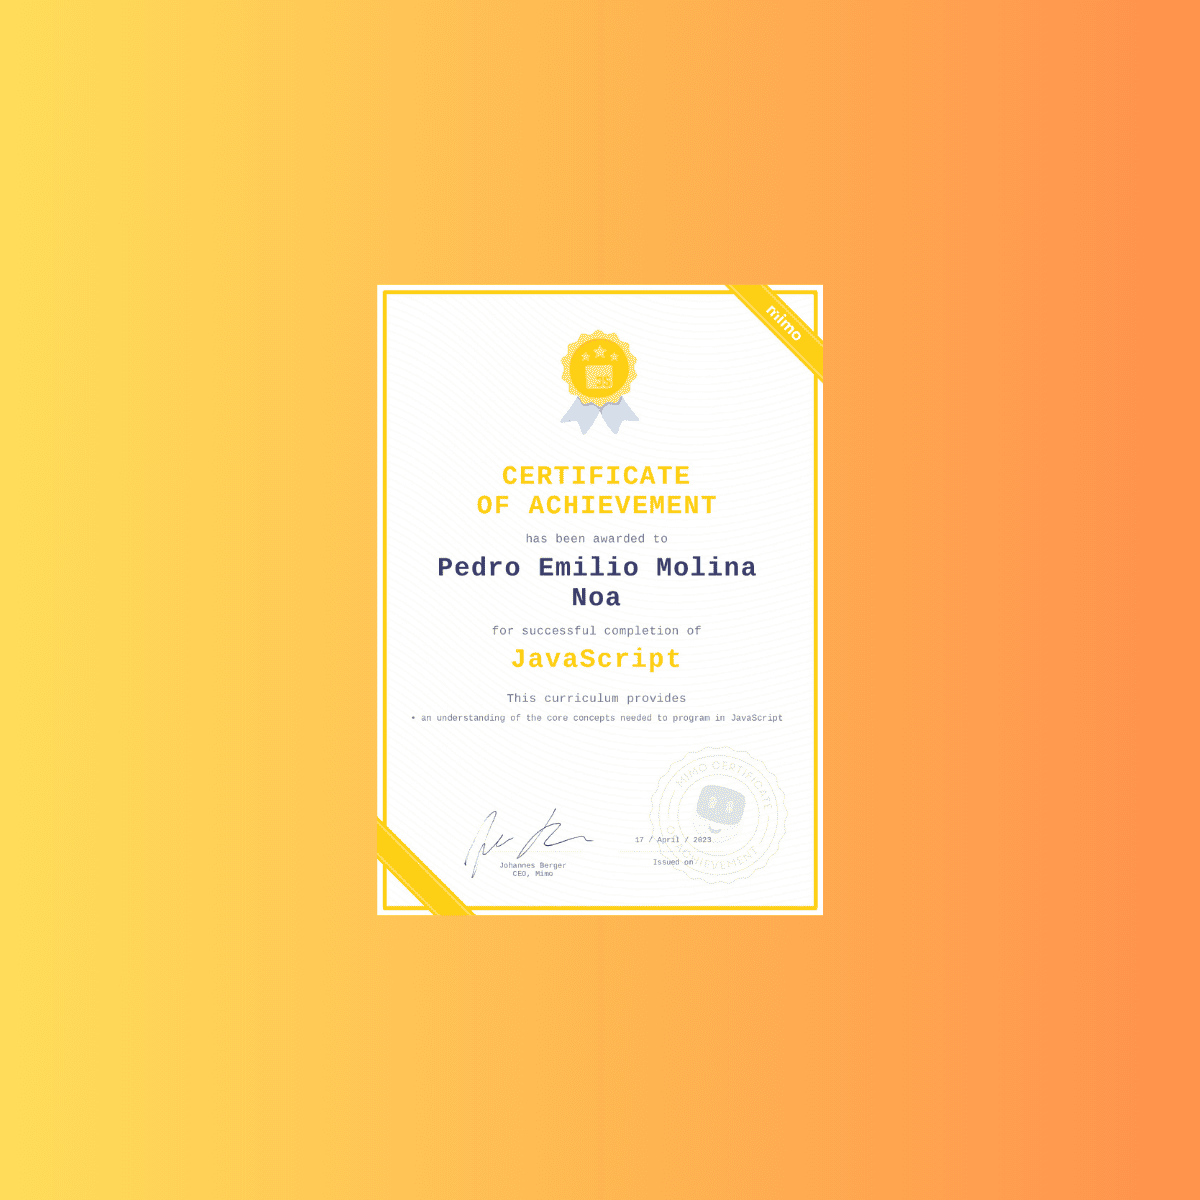 mimo
JS
CERTIFICATE
OF ACHIEVEMENT
has been awarded to
Pedro Emilio Molina
Noa
for successful completion of
JavaScript
This curriculum provides
• an understanding of the core concepts needed to program in JavaScript
MIMO CERTIFICATE
OF ACHIEVEMENT
17 / April / 2023
Issued on
Johannes Berger
CEO, Mimo